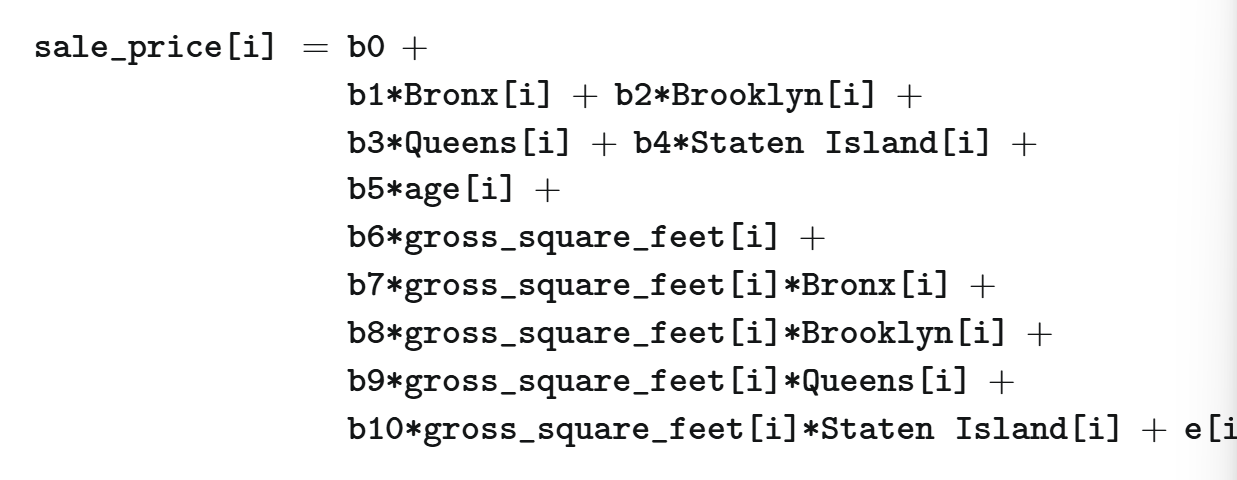 sale_price[i] = b0 +
b1*Bronx[i] + b2*Brooklyn[i] +
b3*Queens[i] + b4*Staten Island[i] +
b5*age[i] +
b6*gross_square_feet[i] +
b7*gross_square_feet[i]*Bronx[i] +
b8*gross_square_feet[i]*Brooklyn[i] +
b9*gross_square_feet[i]*Queens[i] +
b10*gross_square_feet[i]*Staten Island[i] + e[i